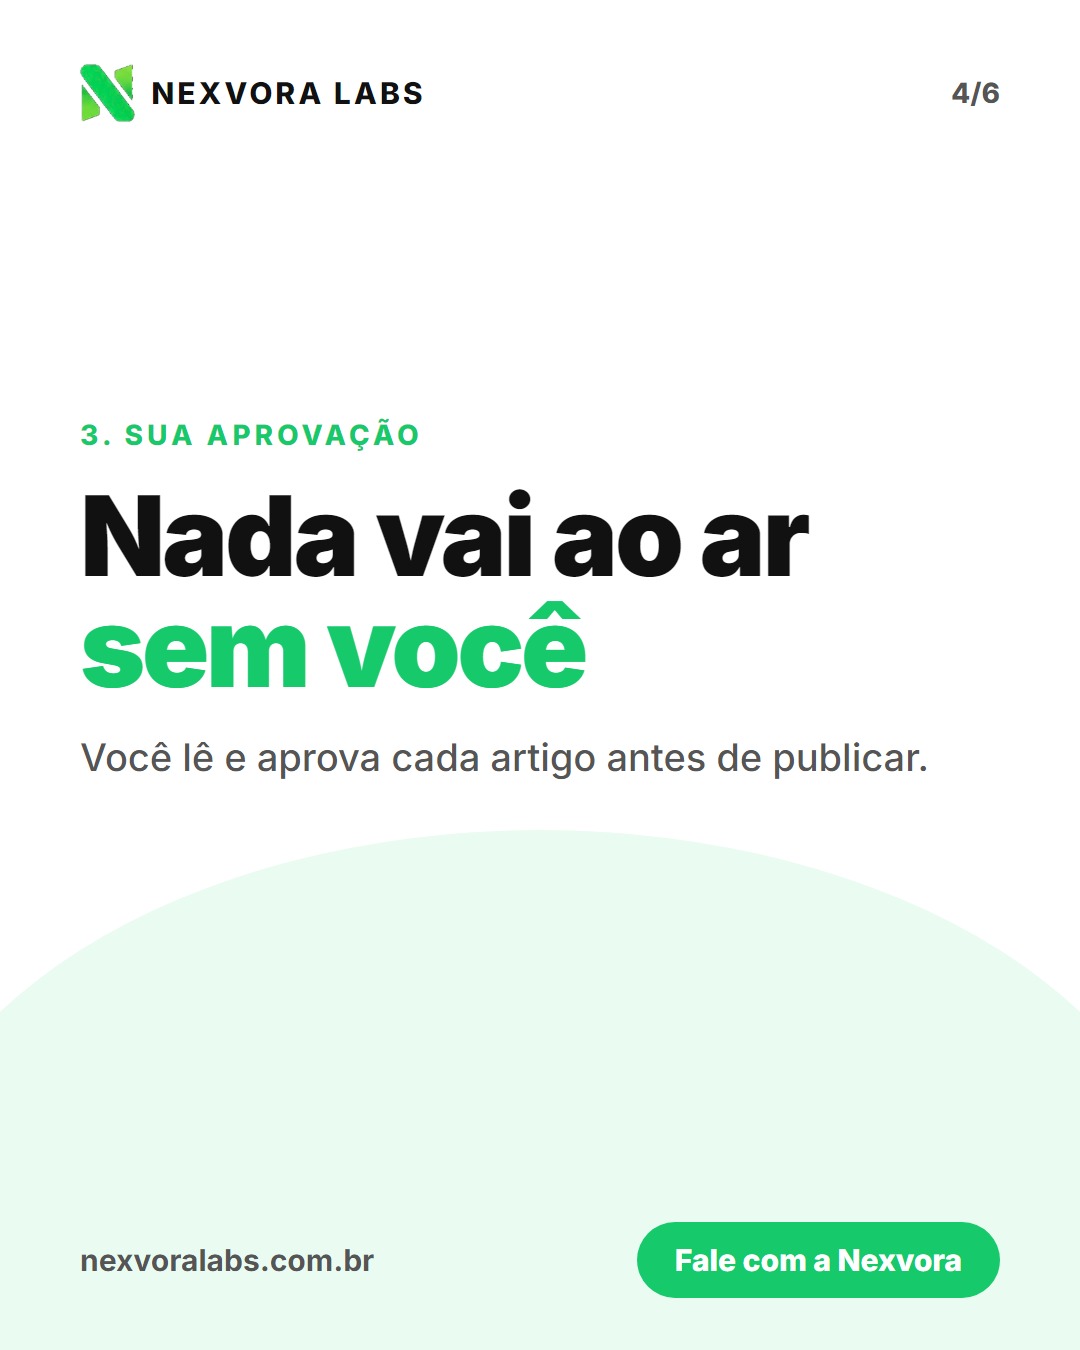 NEXVORA LABS
4/6
3. SUA APROVAÇÃO
Nada vai ao ar
sem você
Você lê e aprova cada artigo antes de publicar.
nexvoralabs.com.br
Fale com a Nexvora